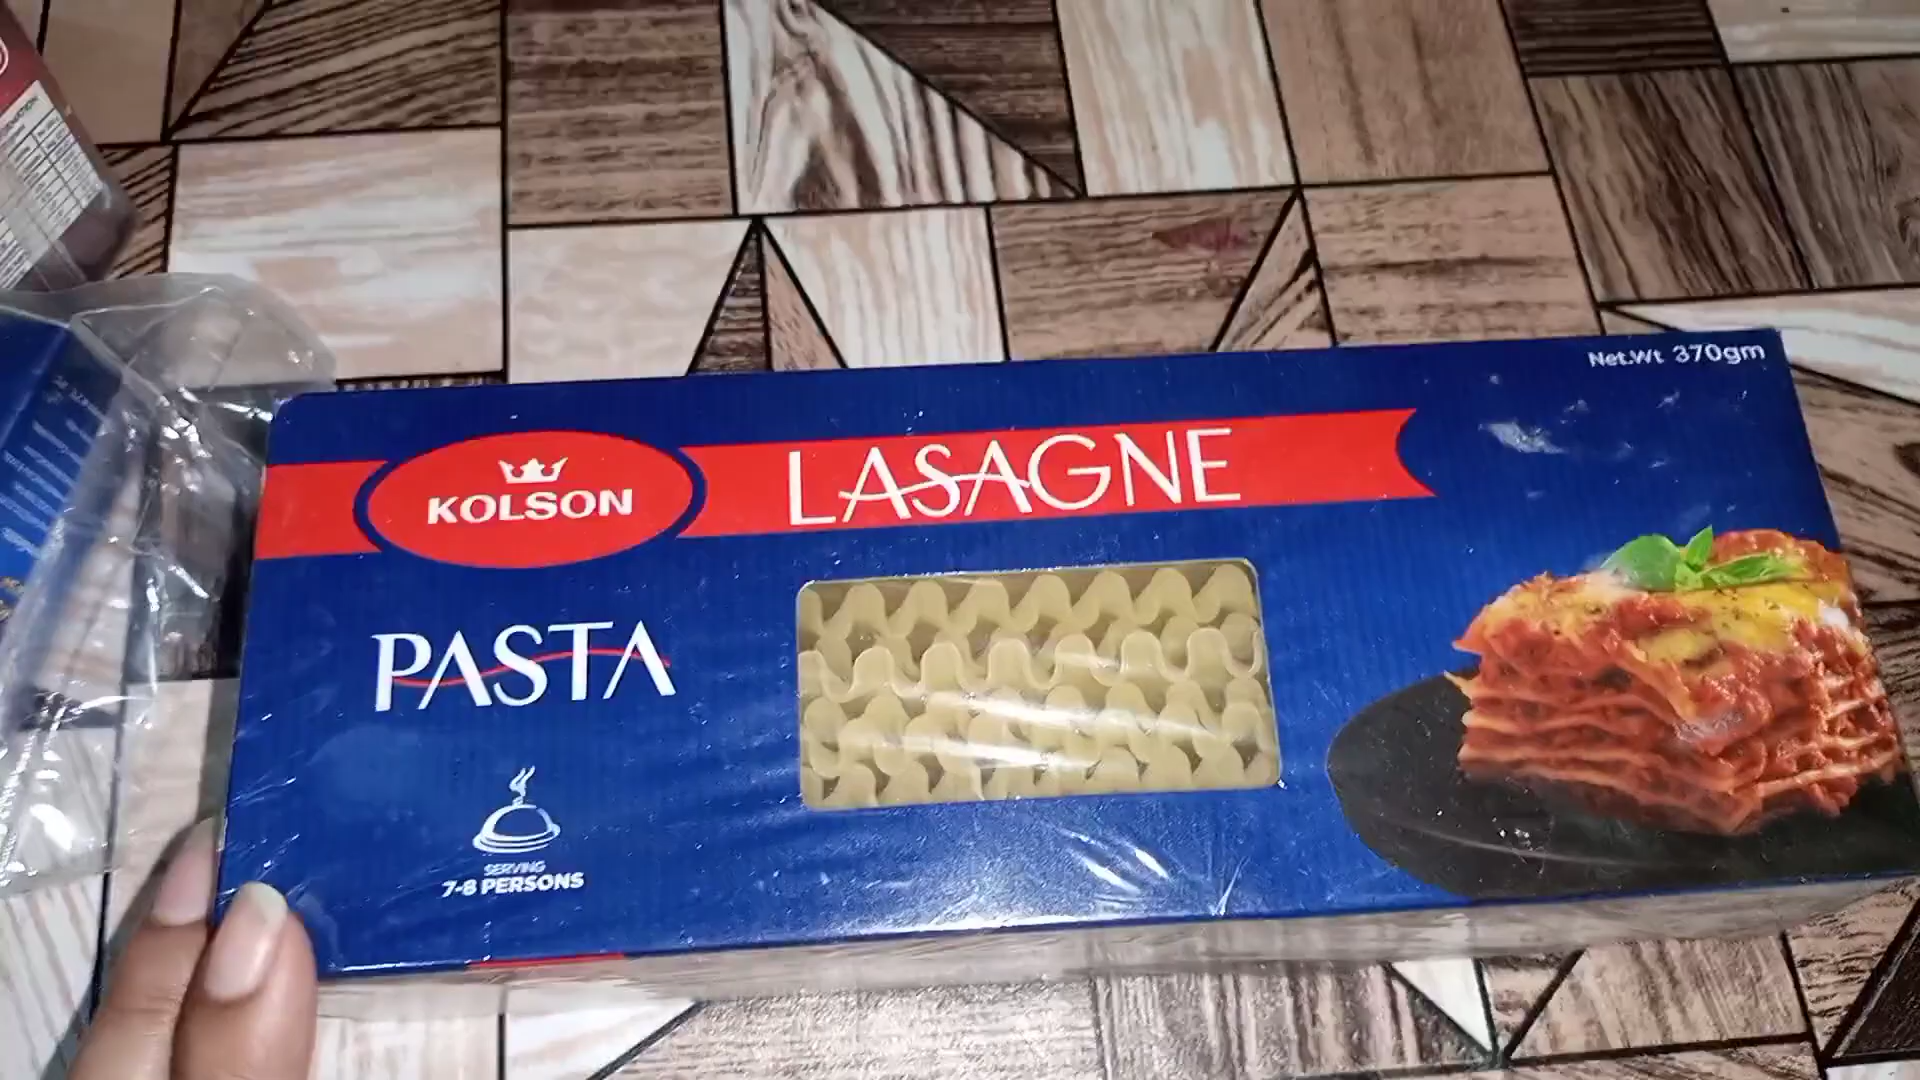 Net.Wt 370gm
KOLSON
LASAGNE
PASTA
SERVING
7-8 PERSONS